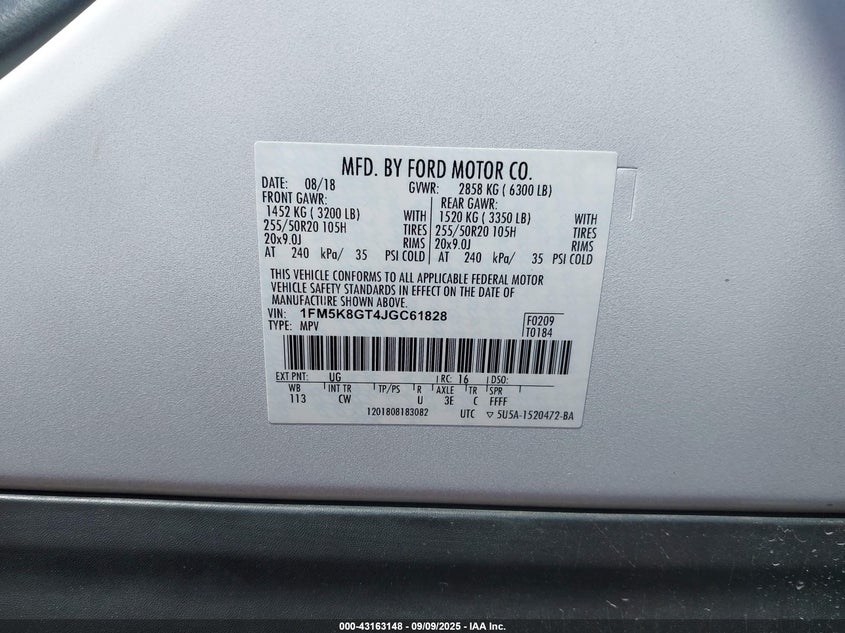 MFD. BY FORD MOTOR CO.
DATE: 08/18 GVWR: 2858 KG ( 6300 LB)
FRONT GAWR: REAR GAWR:
1452 KG ( 3200 LB) WITH 1520 KG ( 3350 LB) WITH
255/50R20 105H TIRES 255/50R20 105H TIRES
20x9.0J RIMS 20x9.0J RIMS
AT 240 kPa/ 35 PSI COLD AT 240 kPa/ 35 PSI COLD
THIS VEHICLE CONFORMS TO ALL APPLICABLE FEDERAL MOTOR
VEHICLE SAFETY STANDARDS IN EFFECT ON THE DATE OF
MANUFACTURE SHOWN ABOVE.
VIN: 1FM5K8GT4JGC61828 F0209
TYPE: MPV T0184
EXT PNT: UG RC: 16 DSO:
WB INT TR TP/PS R AXLE TR SPR
113 CW U 3E C FFFF
1201808183082 UTC ▽ 5U5A-1520472-BA
000-43163148 - 09/09/2025 - IAA Inc.